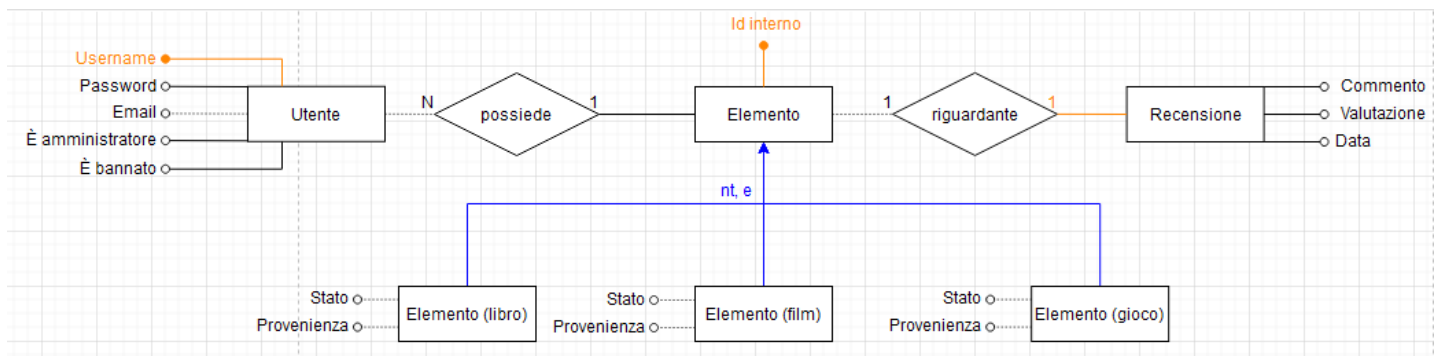 Id interno
Username
Password
Email
È amministratore
È bannato
Utente
N
possiede
1
Elemento
1
riguardante
1
Recensione
Commento
Valutazione
Data
nt, e
Stato
Provenienza
Elemento (libro)
Stato
Provenienza
Elemento (film)
Stato
Provenienza
Elemento (gioco)